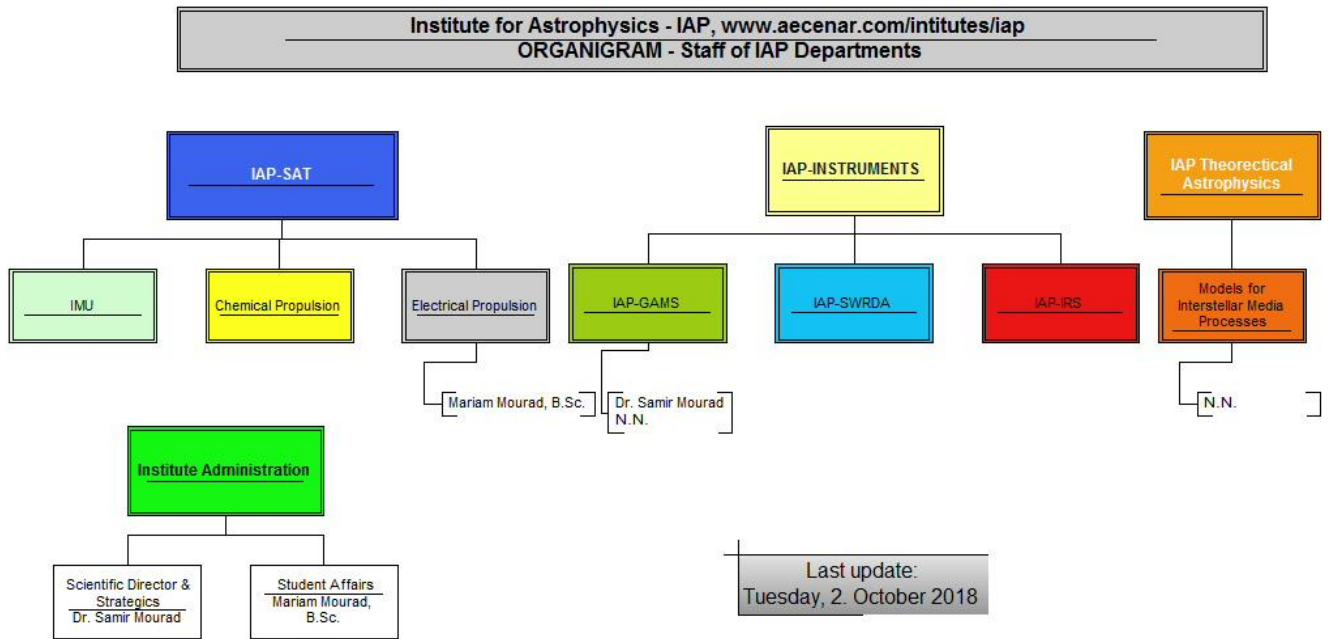 Institute for Astrophysics - IAP, www.aecenar.com/intitutes/iap
ORGANIGRAM - Staff of IAP Departments
IAP-SAT
IAP-INSTRUMENTS
IAP Theorectical
Astrophysics
IMU
Chemical Propulsion
Electrical Propulsion
IAP-GAMS
IAP-SWRDA
IAP-IRS
Models for
Interstellar Media
Processes
Mariam Mourad, B.Sc.
Dr. Samir Mourad
N.N.
N.N.
Institute Administration
Scientific Director &
Strategics
Dr. Samir Mourad
Student Affairs
Mariam Mourad,
B.Sc.
Last update:
Tuesday, 2. October 2018